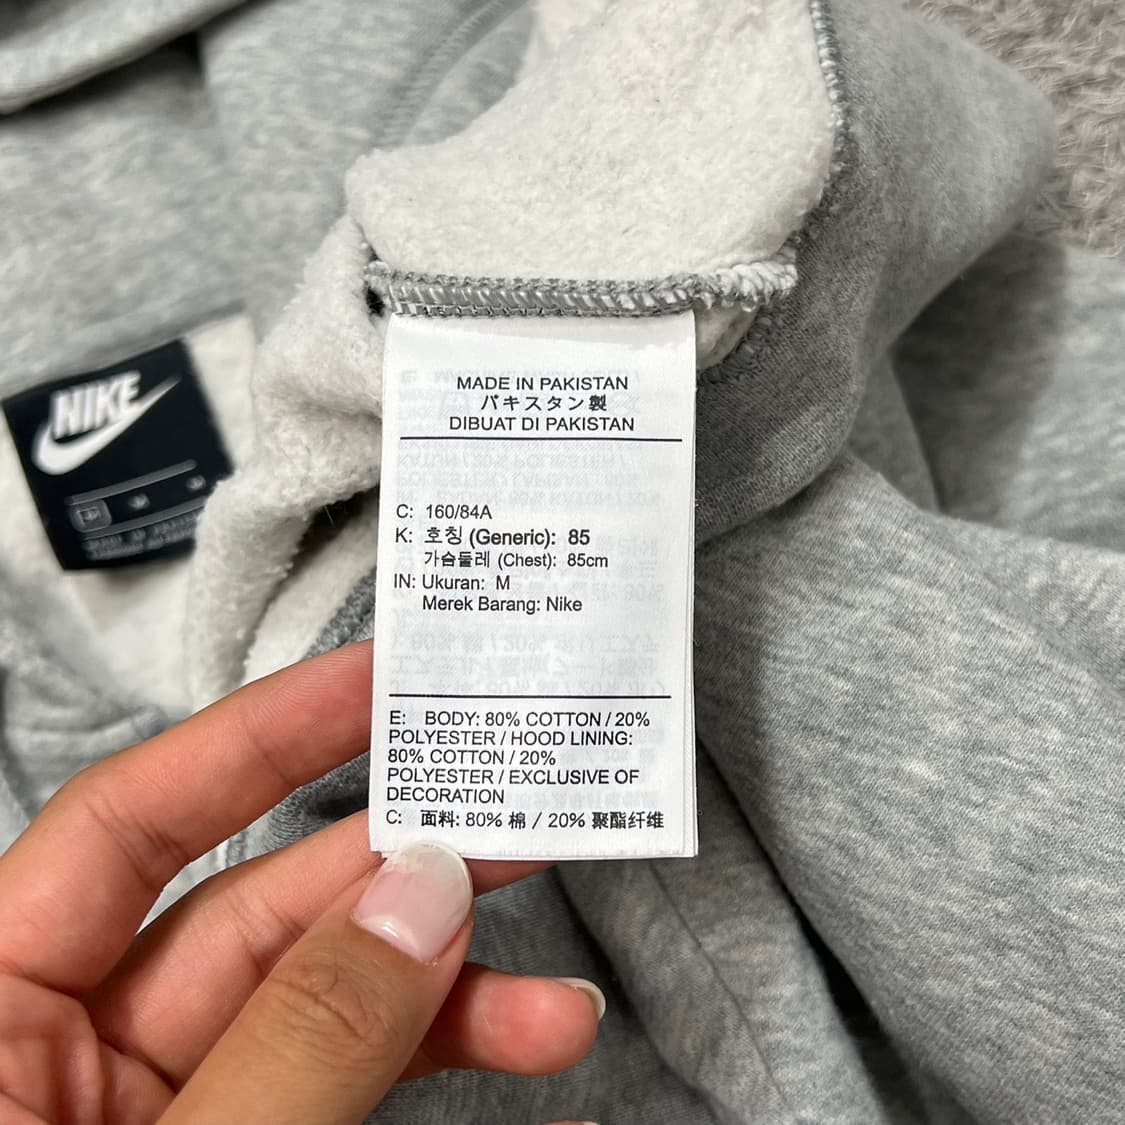 NIKE
M
MADE IN PAKISTAN
パキスタン製
DIBUAT DI PAKISTAN
C: 160/84A
K: 호칭 (Generic): 85
가슴둘레 (Chest): 85cm
IN: Ukuran: M
Merek Barang: Nike
E: BODY: 80% COTTON / 20%
POLYESTER / HOOD LINING:
80% COTTON / 20%
POLYESTER / EXCLUSIVE OF
DECORATION
C: 面料: 80% 棉 / 20% 聚酯纤维